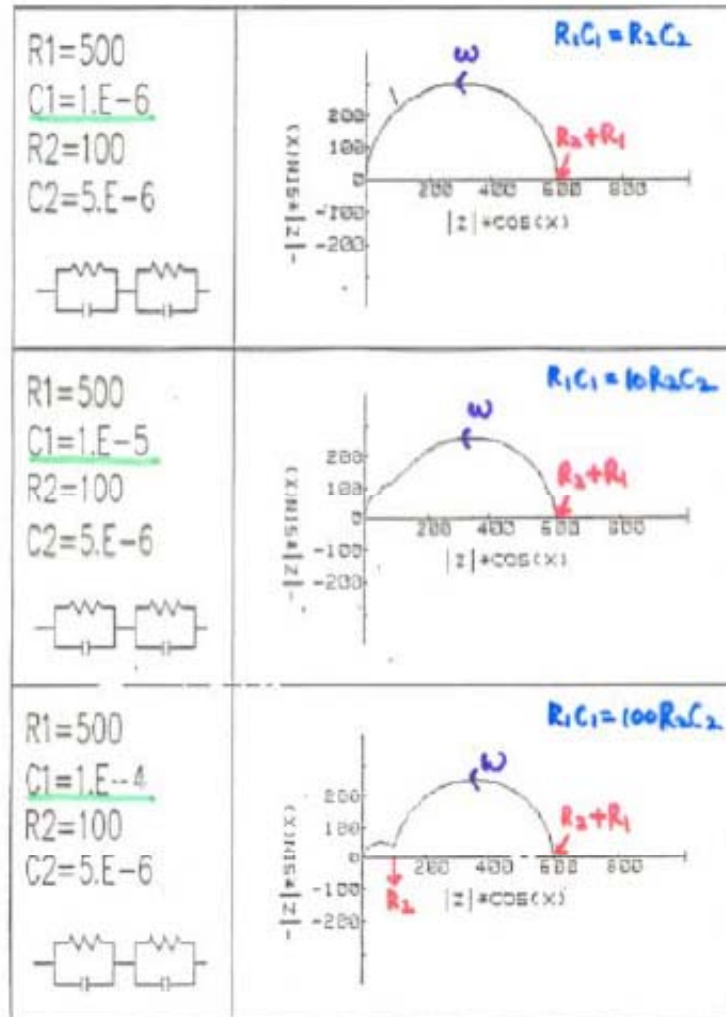 R1=500
C1=1.E-6
R2=100
C2=5.E-6
R₁C₁=R₂C₂
ω
R₂+R₁
200
100
0
-100
-200
200 400 600 800
-|Z|*SIN(X)
|Z|*COS(X)
R1=500
C1=1.E-5
R2=100
C2=5.E-6
R₁C₁=10R₂C₂
ω
R₂+R₁
200
100
0
-100
-200
200 400 600 800
-|Z|*SIN(X)
|Z|*COS(X)
R1=500
C1=1.E-4
R2=100
C2=5.E-6
R₁C₁=100R₂C₂
ω
R₂+R₁
200
100
0
-100
-200
200 400 600 800
R₂
-|Z|*SIN(X)
|Z|*COS(X)